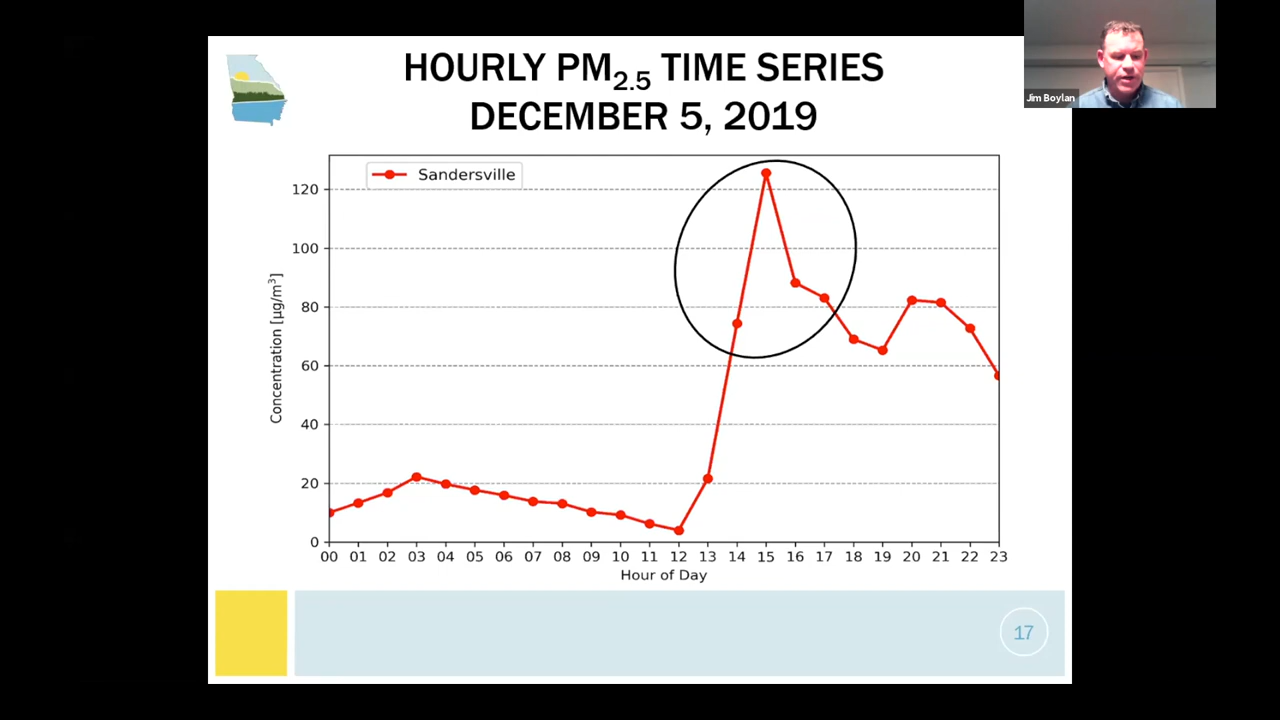 HOURLY PM2.5 TIME SERIES
DECEMBER 5, 2019
Jim Boylan
Sandersville
120
100
80
60
40
20
0
Concentration [μg/m³]
00 01 02 03 04 05 06 07 08 09 10 11 12 13 14 15 16 17 18 19 20 21 22 23
Hour of Day
17